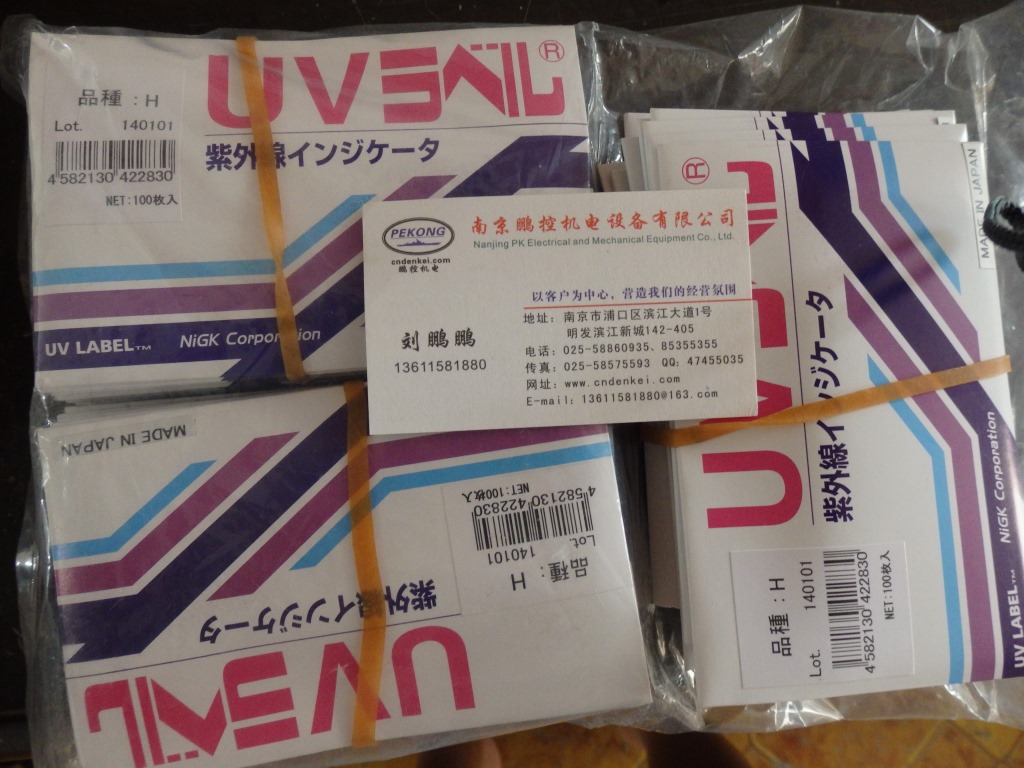 UVラベル®
品種 : H
Lot. 140101
4 582130 422830
NET:100枚入
紫外線インジケータ
UV LABEL™ NiGK Corporation
PEKONG
cndenkei.com
鹏控机电
南京鹏控机电设备有限公司
Nanjing PK Electrical and Mechanical Equipment Co., Ltd.
以客户为中心，营造我们的经营氛围
刘鹏鹏
13611581880
地址：南京市浦口区滨江大道1号
明发滨江新城142-405
电话：025-58860935、85355355
传真：025-58575593 QQ: 47455035
网址：www.cndenkei.com
E-mail：13611581880@163.com
MADE IN JAPAN
NET:100枚入
4 582130 422830
Lot. 140101
品種 : H
紫外線インジケータ
UVラベル
®
MADE IN JAPAN
紫外線インジケータ
NiGK Corporation
UV LABEL
品種 : H
Lot. 140101
4 582130 422830
NET:100枚入